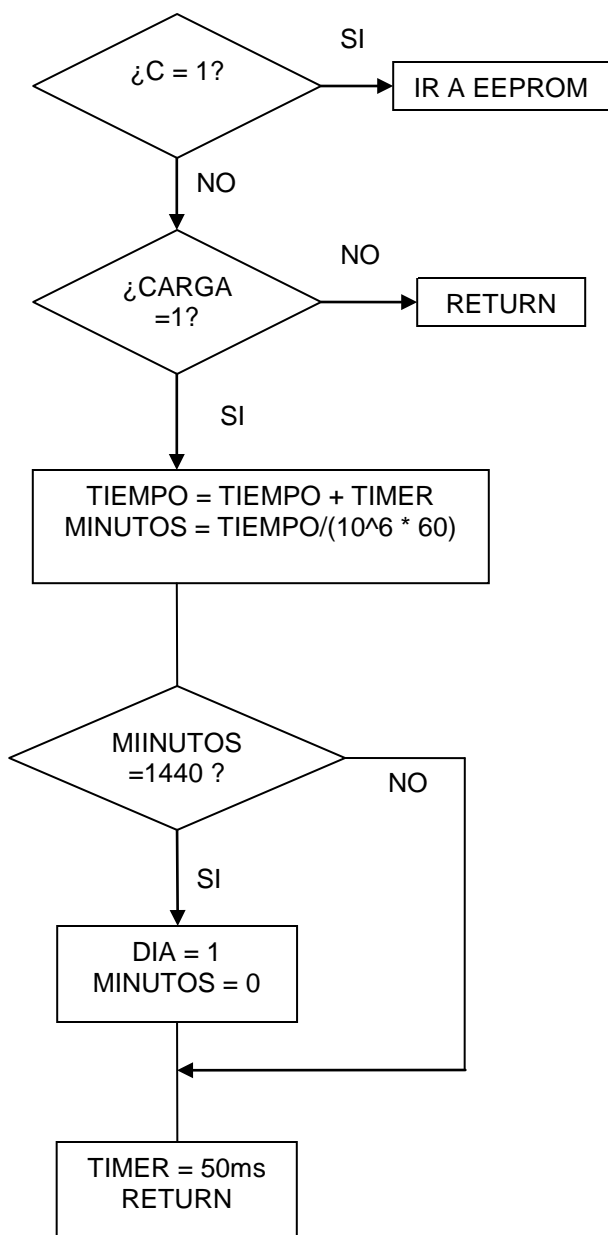 ¿C = 1?
SI
IR A EEPROM
NO
¿CARGA
=1?
NO
RETURN
SI
TIEMPO = TIEMPO + TIMER
MINUTOS = TIEMPO/(10^6 * 60)
MIINUTOS
=1440 ?
NO
SI
DIA = 1
MINUTOS = 0
TIMER = 50ms
RETURN